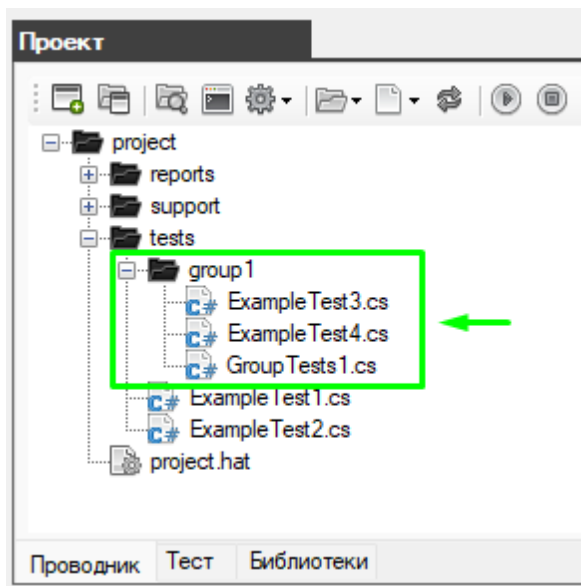 Проект
project
reports
support
tests
group1
ExampleTest3.cs
ExampleTest4.cs
GroupTests1.cs
ExampleTest1.cs
ExampleTest2.cs
project.hat
Проводник Тест Библиотеки